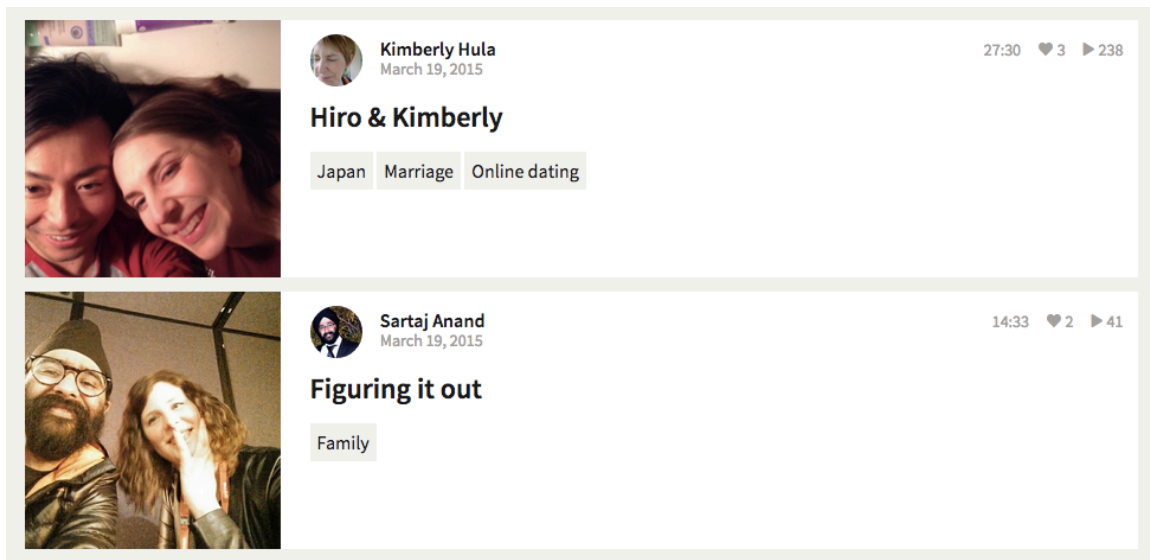 Kimberly Hula
March 19, 2015
27:30 3 238
Hiro & Kimberly
Japan Marriage Online dating
Sartaj Anand
March 19, 2015
14:33 2 41
Figuring it out
Family